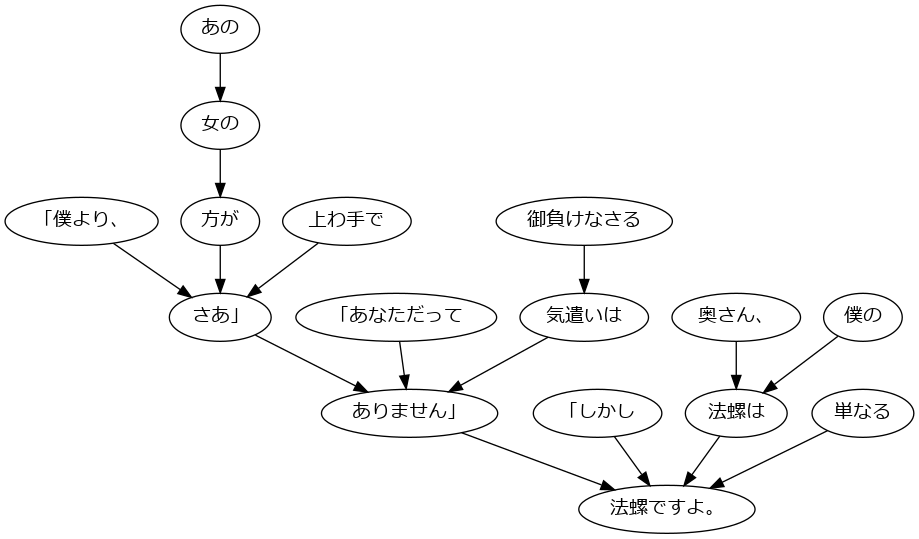 あの
女の
「僕より、
方が
上わ手で
御負けなさる
さあ」
「あなただって
気遣いは
奥さん、
僕の
ありません」
「しかし
法螺は
単なる
法螺ですよ。